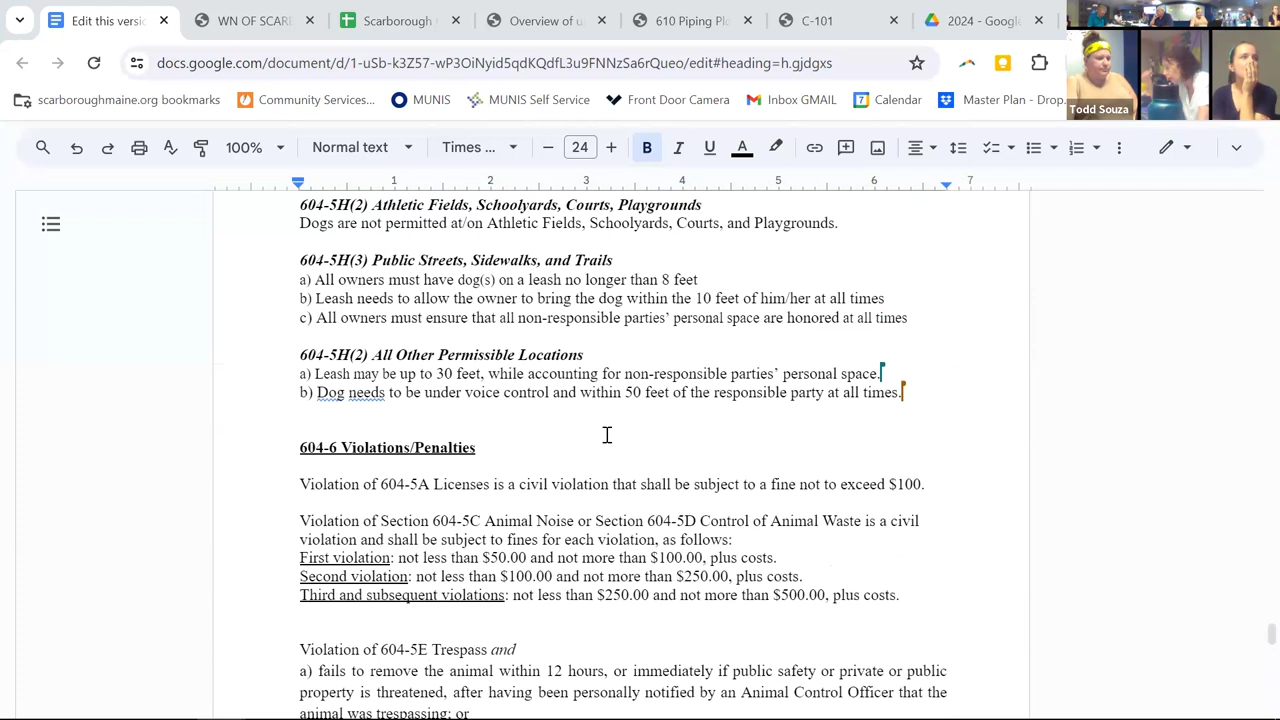 Edit this versi
WN OF SCAR
Scarborough
Overview of
610 Piping Pl
C-101
2024 - Google
docs.google.com/document/d/1-uSb-KSZ57-wP3OiNyid5qdKQdfL3u9FNNzSa6rQueo/edit#heading=h.gjdgxs
scarboroughmaine.org bookmarks
Community Services...
MUNIS
MUNIS Self Service
Front Door Camera
Inbox GMAIL
Calendar
Master Plan - Drop.
Todd Souza
100%
Normal text
Times ...
24
B I U A
1 2 3 4 5 6 7
604-5H(2) Athletic Fields, Schoolyards, Courts, Playgrounds
Dogs are not permitted at/on Athletic Fields, Schoolyards, Courts, and Playgrounds.
604-5H(3) Public Streets, Sidewalks, and Trails
a) All owners must have dog(s) on a leash no longer than 8 feet
b) Leash needs to allow the owner to bring the dog within the 10 feet of him/her at all times
c) All owners must ensure that all non-responsible parties’ personal space are honored at all times
604-5H(2) All Other Permissible Locations
a) Leash may be up to 30 feet, while accounting for non-responsible parties’ personal space.
b) Dog needs to be under voice control and within 50 feet of the responsible party at all times.
604-6 Violations/Penalties
Violation of 604-5A Licenses is a civil violation that shall be subject to a fine not to exceed $100.
Violation of Section 604-5C Animal Noise or Section 604-5D Control of Animal Waste is a civil
violation and shall be subject to fines for each violation, as follows:
First violation: not less than $50.00 and not more than $100.00, plus costs.
Second violation: not less than $100.00 and not more than $250.00, plus costs.
Third and subsequent violations: not less than $250.00 and not more than $500.00, plus costs.
Violation of 604-5E Trespass and
a) fails to remove the animal within 12 hours, or immediately if public safety or private or public
property is threatened, after having been personally notified by an Animal Control Officer that the
animal was trespassing; or